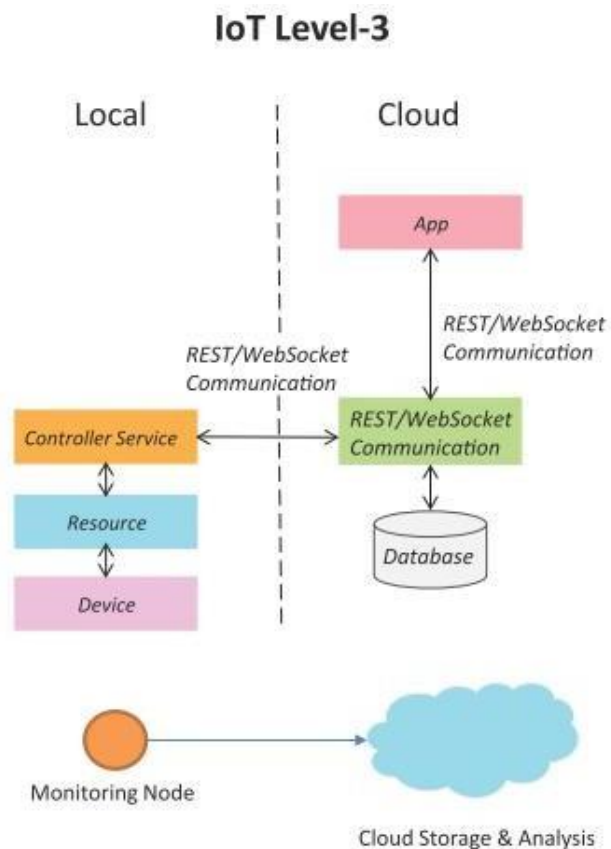 IoT Level-3
Local
Cloud
App
REST/WebSocket
Communication
REST/WebSocket
Communication
Controller Service
REST/WebSocket
Communication
Resource
Database
Device
Monitoring Node
Cloud Storage & Analysis